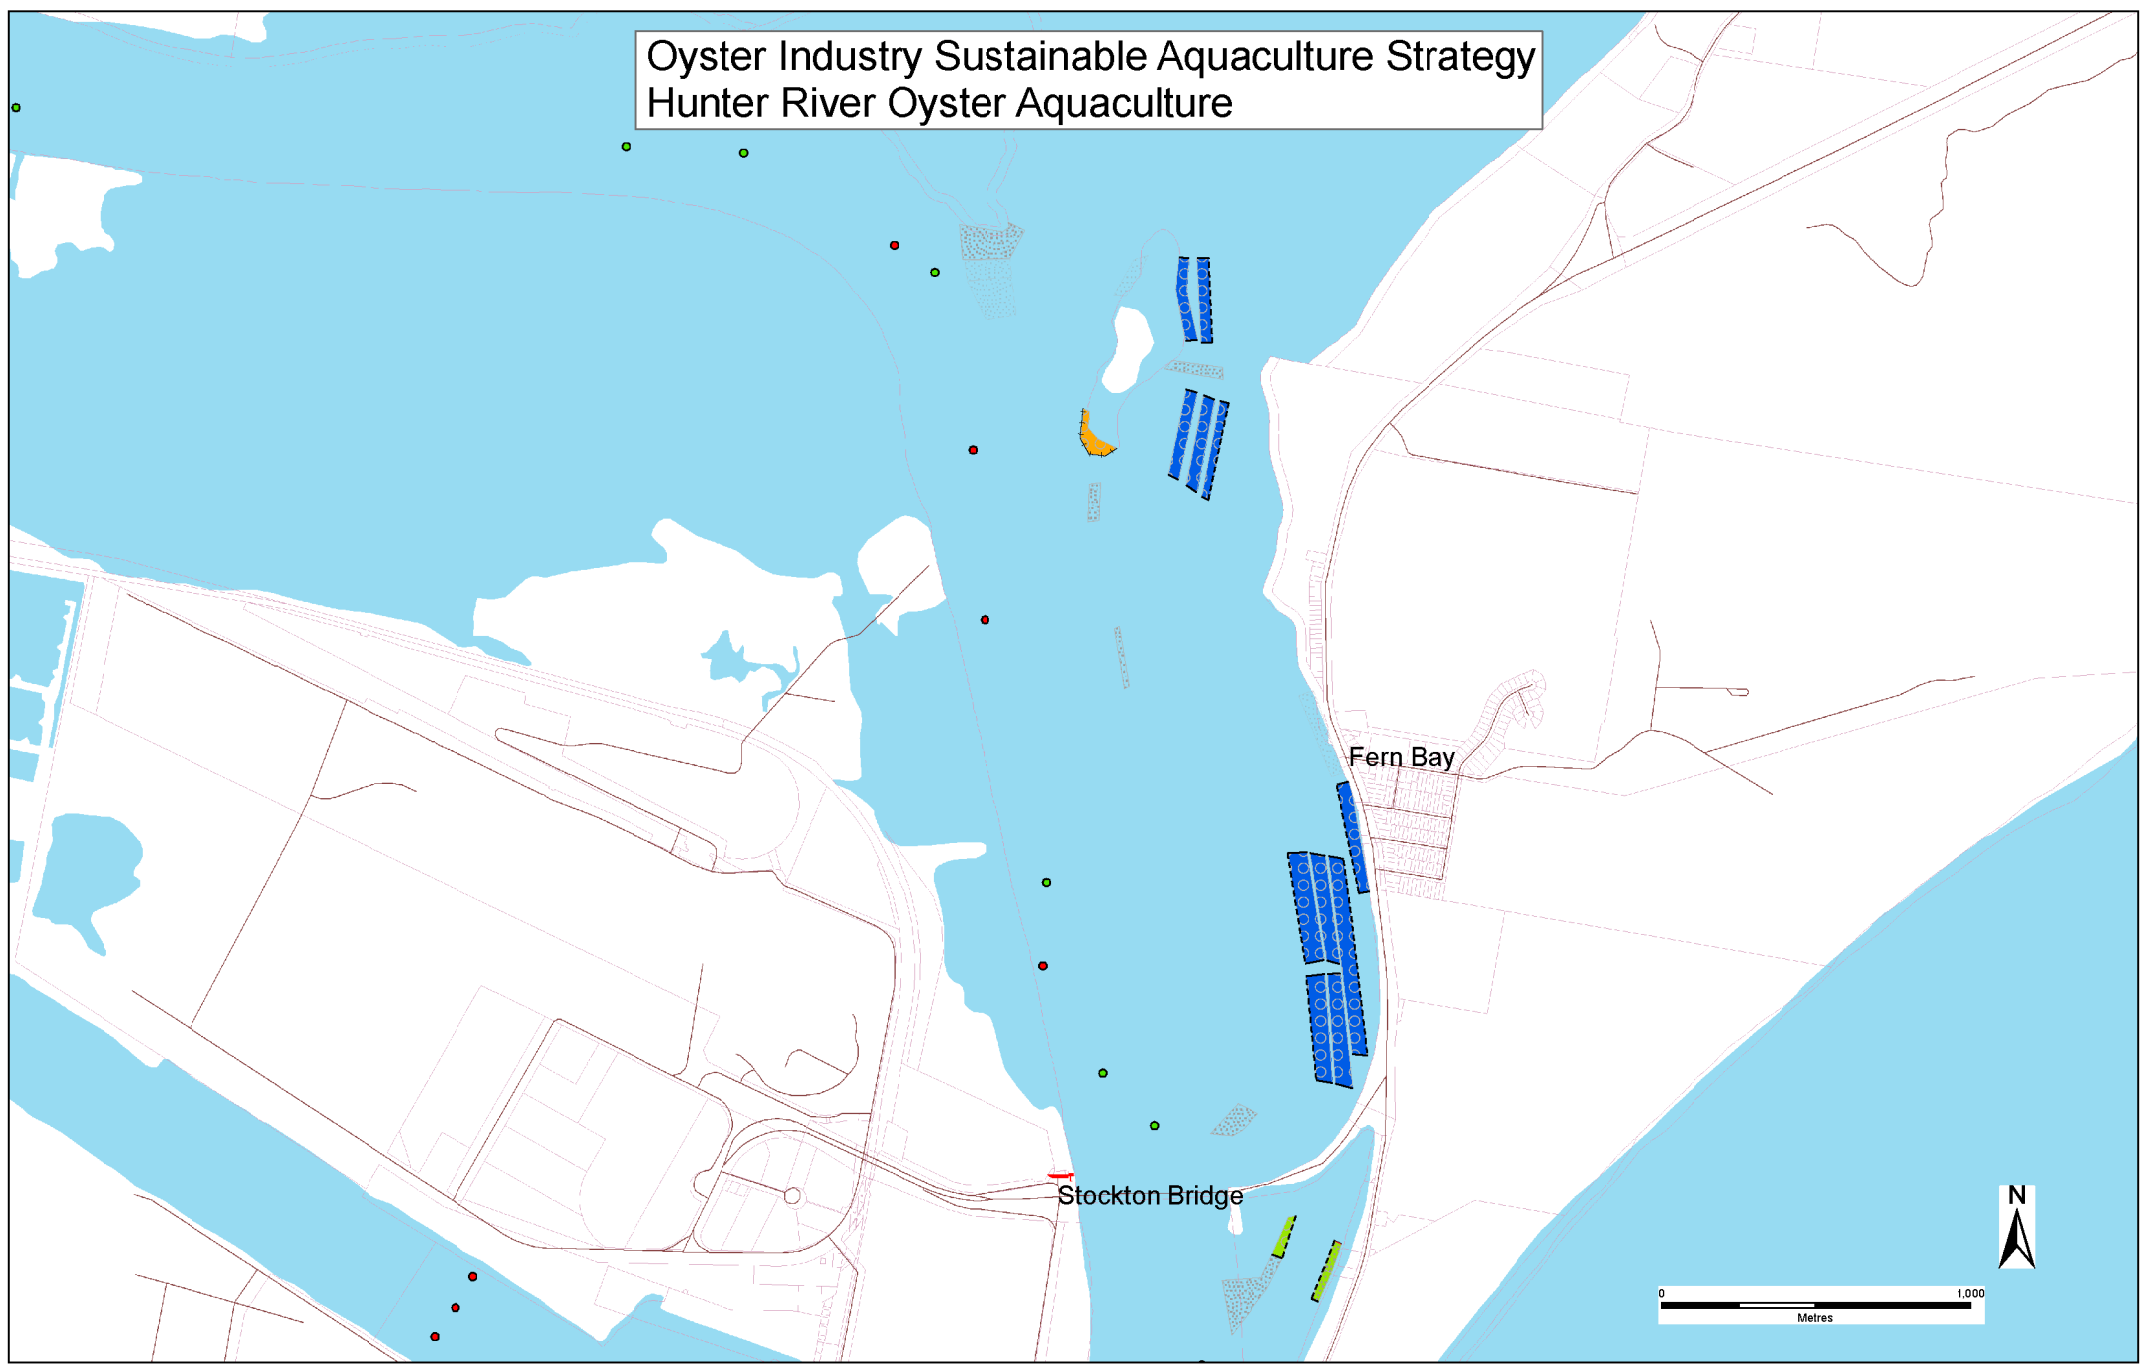 Oyster Industry Sustainable Aquaculture Strategy
Hunter River Oyster Aquaculture
Fern Bay
Stockton Bridge
N
0 1,000
Metres